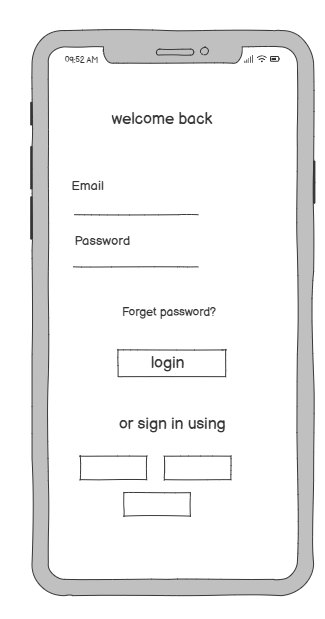 09:52 AM
welcome back
Email
Password
Forget password?
login
or sign in using